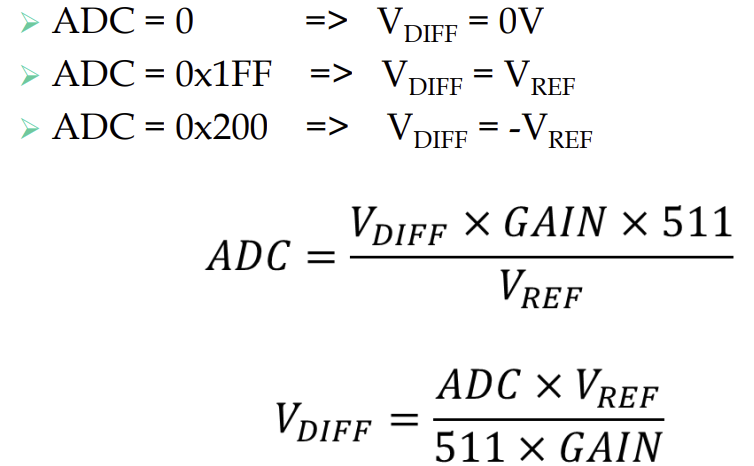 ➢ ADC = 0 => V_DIFF = 0V
➢ ADC = 0x1FF => V_DIFF = V_REF
➢ ADC = 0x200 => V_DIFF = -V_REF
ADC = (V_DIFF × GAIN × 511) / V_REF
V_DIFF = (ADC × V_REF) / (511 × GAIN)